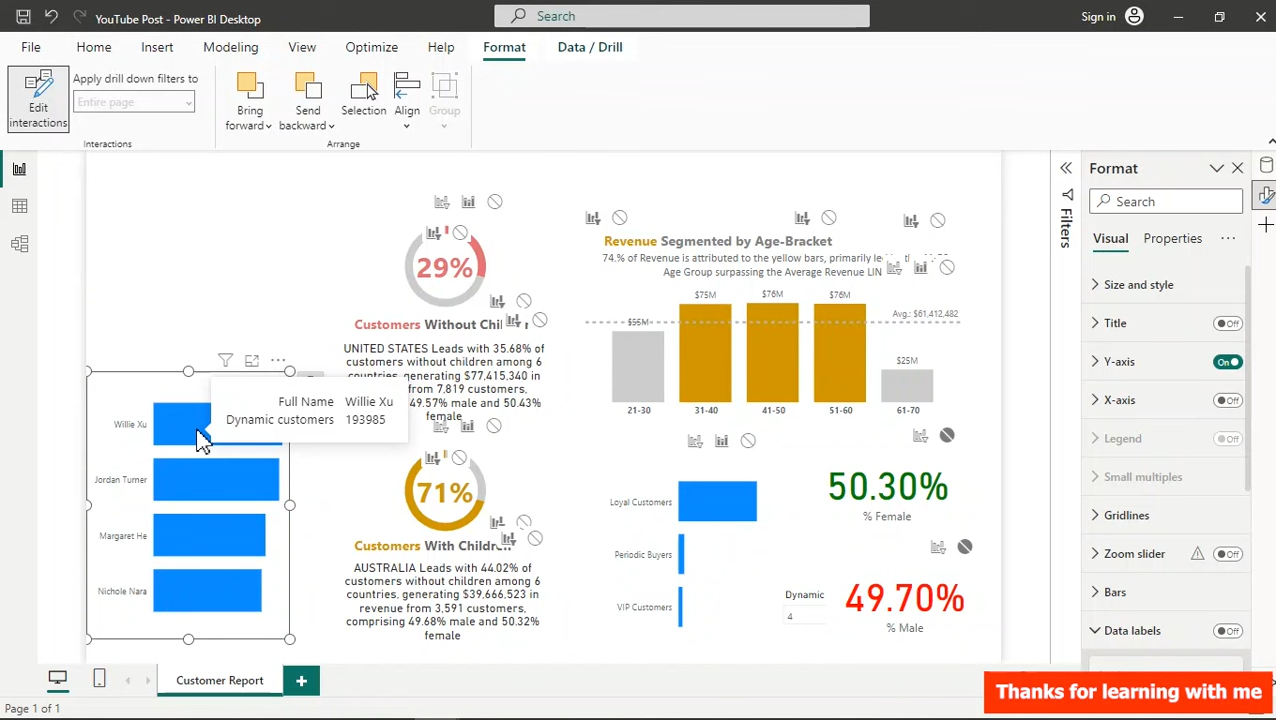 YouTube Post - Power BI Desktop
Search
Sign in
File
Home
Insert
View
Modeling
Optimize
Help
Format
Data / Drill
Edit
interactions
Apply drill down filters to
Entire page
Interactions
Bring
forward
Send
backward
Selection
Align
Group
Arrange
29%
Customers Without Chil
UNITED STATES Leads with 35.68% of
customers without children among 6
countries, generating $77,415,340 in
from 7,819 customers,
49.57% male and 50.43%
female
71%
Customers With Children
AUSTRALIA Leads with 44.02% of
customers without children among 6
countries, generating $39,666,523 in
revenue from 3,591 customers,
comprising 49.68% male and 50.32%
female
Revenue Segmented by Age-Bracket
74.% of Revenue is attributed to the yellow bars, primarily
Age Group surpassing the Average Revenue LIN
$55M
$75M
$76M
$76M
$25M
Avg.: $61,412,482
21-30
31-40
41-50
51-60
61-70
Full Name Willie Xu
Dynamic customers 193985
Willie Xu
Jordan Turner
Margaret He
Nichole Nara
Loyal Customers
Periodic Buyers
VIP Customers
Dynamic
4
50.30%
% Female
49.70%
% Male
Filters
Format
Search
Visual
Properties
Size and style
Title
Off
Y-axis
On
X-axis
Off
Legend
Off
Small multiples
Gridlines
Zoom slider
Off
Bars
Data labels
Off
Customer Report
Page 1 of 1
Thanks for learning with me